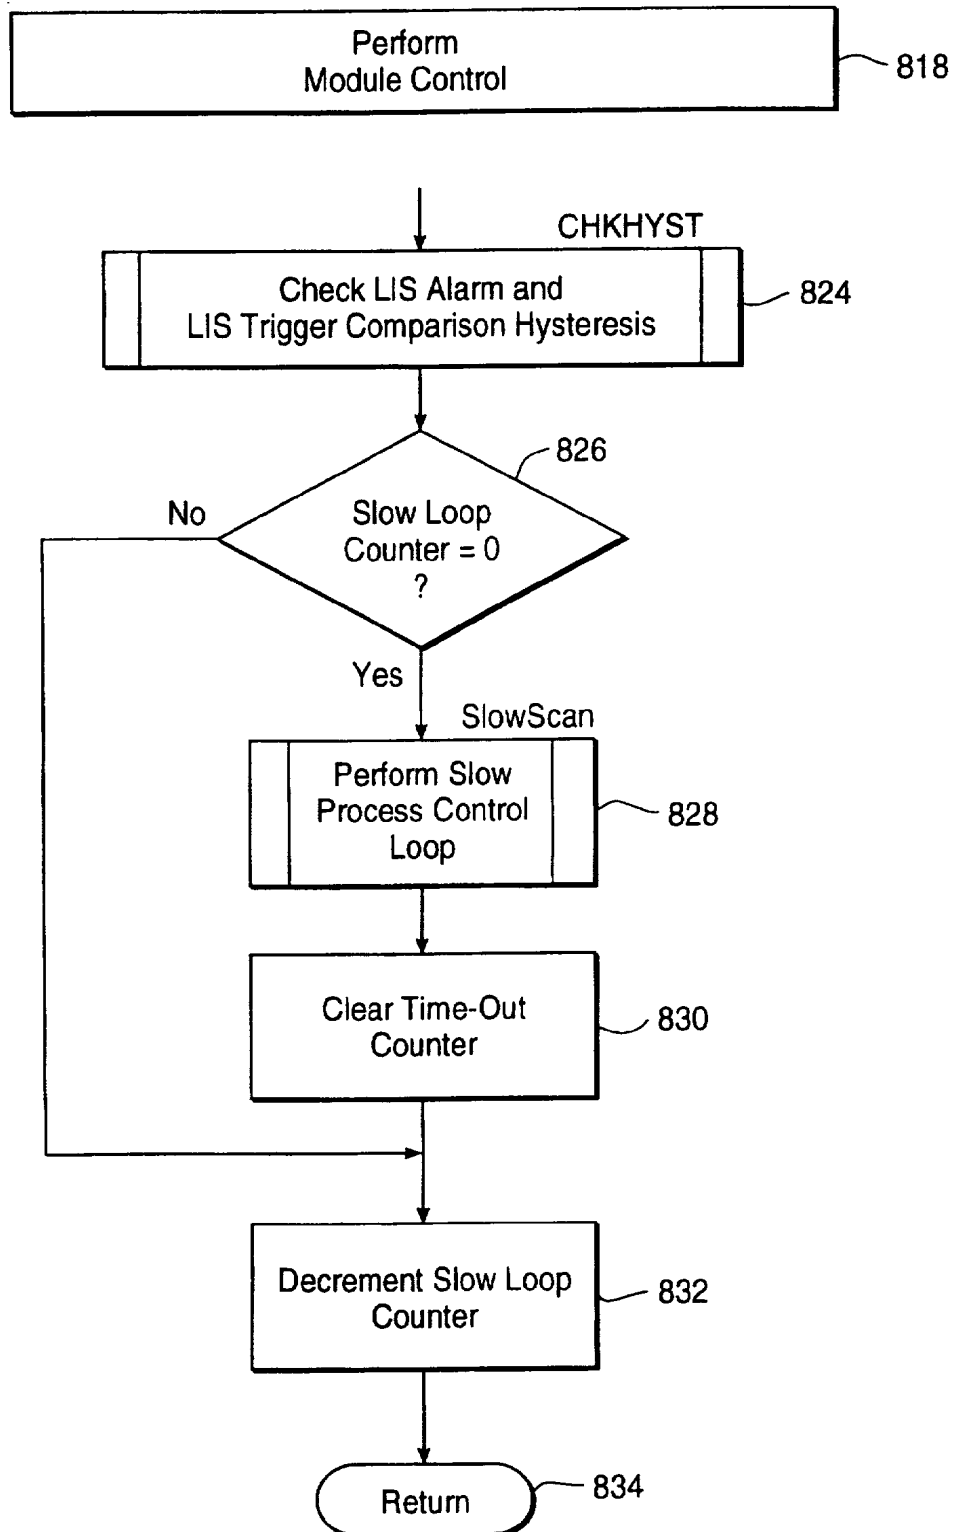 Perform
Module Control
818
CHKHYST
Check LIS Alarm and
LIS Trigger Comparison Hysteresis
824
826
No
Slow Loop
Counter = 0
?
Yes
SlowScan
Perform Slow
Process Control
Loop
828
Clear Time-Out
Counter
830
Decrement Slow Loop
Counter
832
Return
834